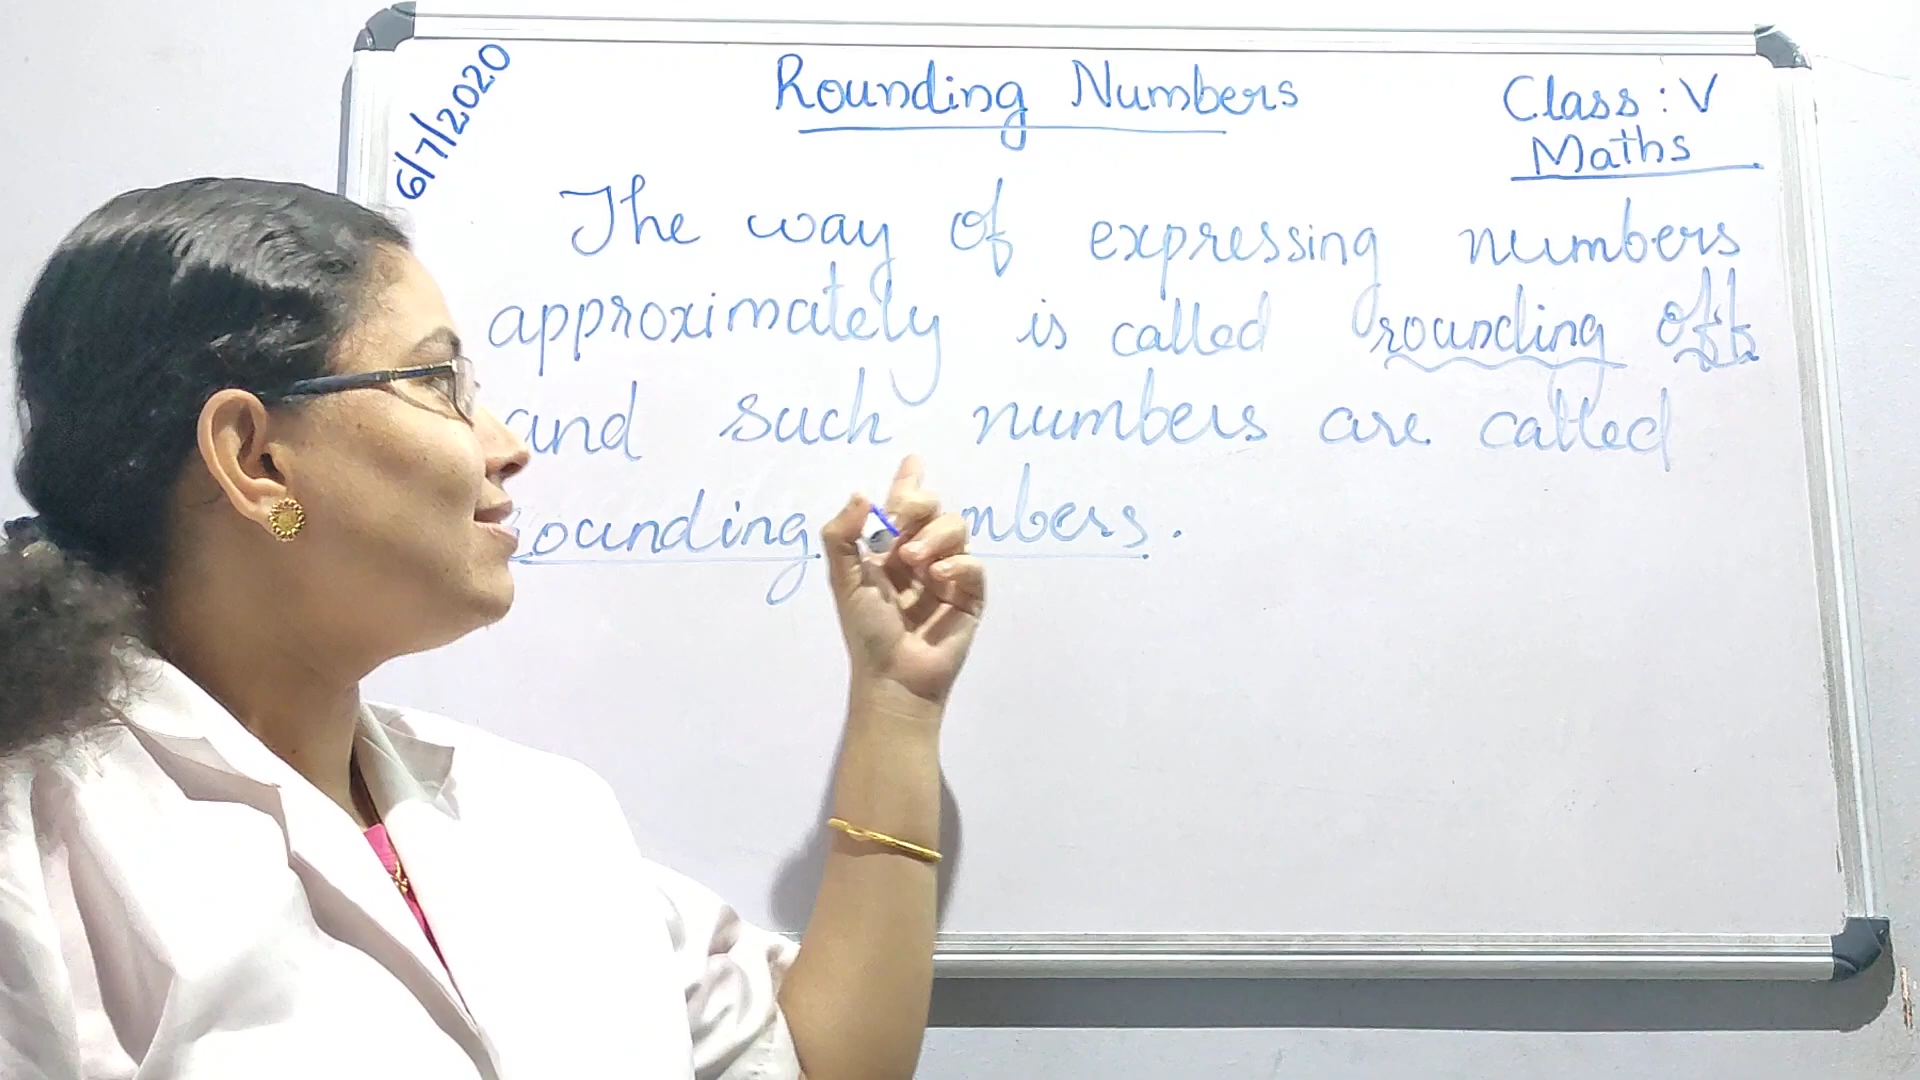 6/7/2020
Rounding Numbers
Class : V
Maths
The way of expressing numbers
approximately is called rounding off
and such numbers are called
rounding